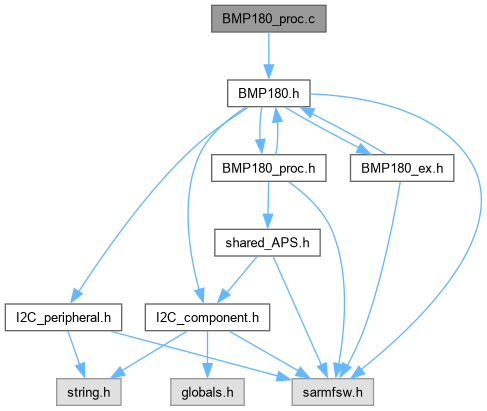 BMP180_proc.c
BMP180.h
BMP180_proc.h
BMP180_ex.h
shared_APS.h
I2C_peripheral.h
I2C_component.h
string.h
globals.h
sarmfsw.h